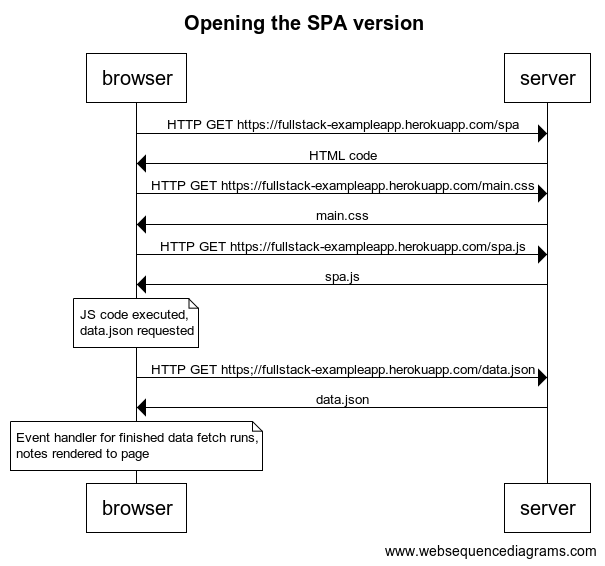 Opening the SPA version
browser
server
HTTP GET https://fullstack-exampleapp.herokuapp.com/spa
HTML code
HTTP GET https://fullstack-exampleapp.herokuapp.com/main.css
main.css
HTTP GET https://fullstack-exampleapp.herokuapp.com/spa.js
spa.js
JS code executed,
data.json requested
HTTP GET https;//fullstack-exampleapp.herokuapp.com/data.json
data.json
Event handler for finished data fetch runs,
notes rendered to page
browser
server
www.websequencediagrams.com